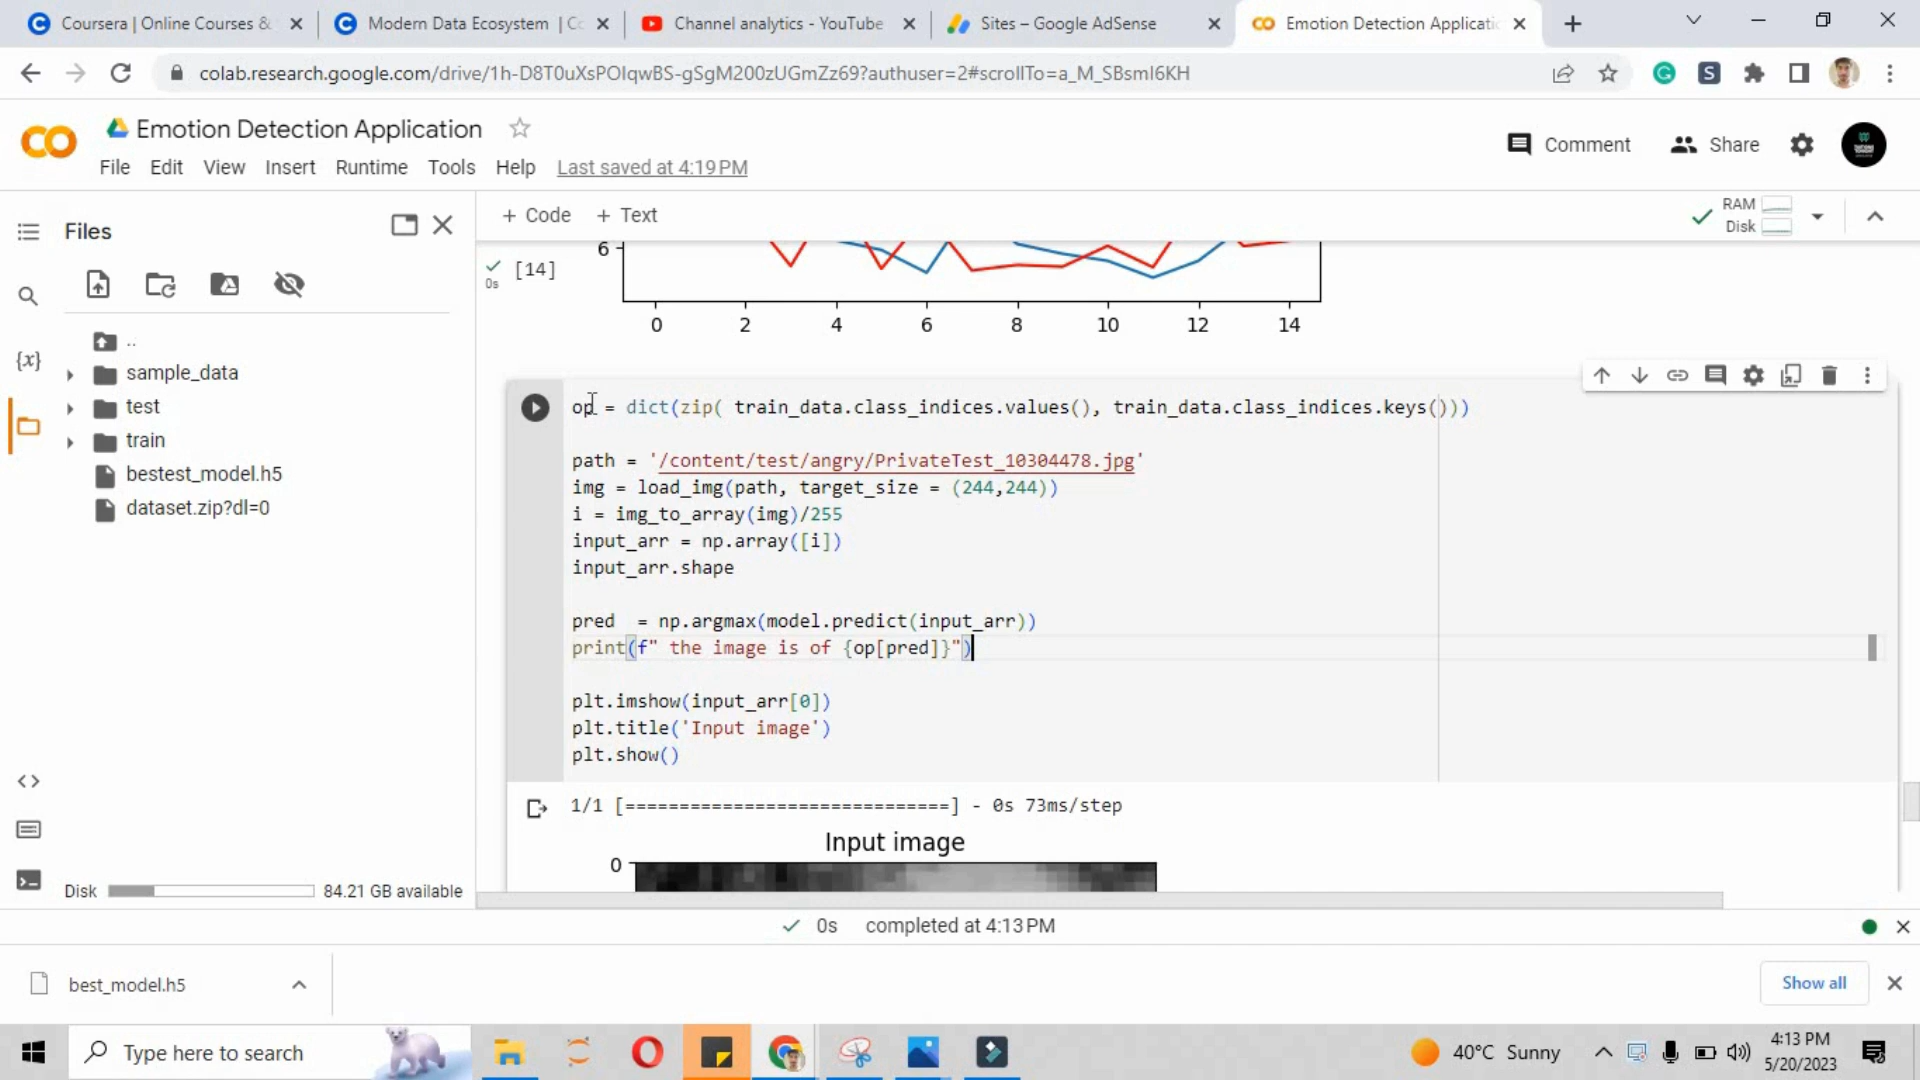 Coursera | Online Courses &
Modern Data Ecosystem | Co
Channel analytics - YouTube
Sites – Google AdSense
Emotion Detection Applicatio
colab.research.google.com/drive/1h-D8T0uXsPOIqwBS-gSgM200zUGmZz69?authuser=2#scrollTo=a_M_SBsmI6KH
Emotion Detection Application
File Edit View Insert Runtime Tools Help Last saved at 4:19 PM
Comment Share
Files
+ Code + Text
RAM
Disk
..
sample_data
test
train
bestest_model.h5
dataset.zip?dl=0
Disk 84.21 GB available
0s [14]
6
0 2 4 6 8 10 12 14
op = dict(zip( train_data.class_indices.values(), train_data.class_indices.keys()))
path = '/content/test/angry/PrivateTest_10304478.jpg'
img = load_img(path, target_size = (244,244))
i = img_to_array(img)/255
input_arr = np.array([i])
input_arr.shape
pred = np.argmax(model.predict(input_arr))
print(f" the image is of {op[pred]}")
plt.imshow(input_arr[0])
plt.title('Input image')
plt.show()
1/1 [==============================] - 0s 73ms/step
Input image
0
0s completed at 4:13 PM
best_model.h5
Show all
Type here to search
40°C Sunny
4:13 PM
5/20/2023